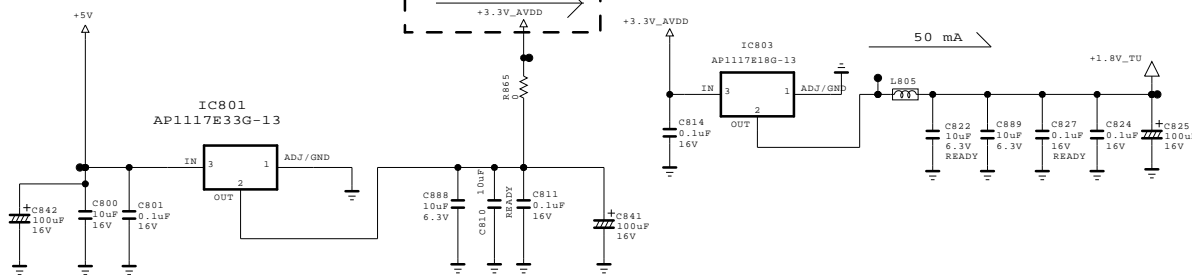 +5V
+3.3V_AVDD
R865
0
IC801
AP1117E33G-13
IN
3
1
ADJ/GND
2
OUT
C842
100uF
16V
C800
10uF
16V
C801
0.1uF
16V
C888
10uF
6.3V
C810
10uF
READY
C811
0.1uF
16V
C841
100uF
16V
+3.3V_AVDD
IC803
AP1117E18G-13
IN
3
1
ADJ/GND
2
OUT
C814
0.1uF
16V
50 mA
L805
+1.8V_TU
C822
10uF
6.3V
READY
C889
10uF
6.3V
C827
0.1uF
16V
READY
C824
0.1uF
16V
C825
100u
16V